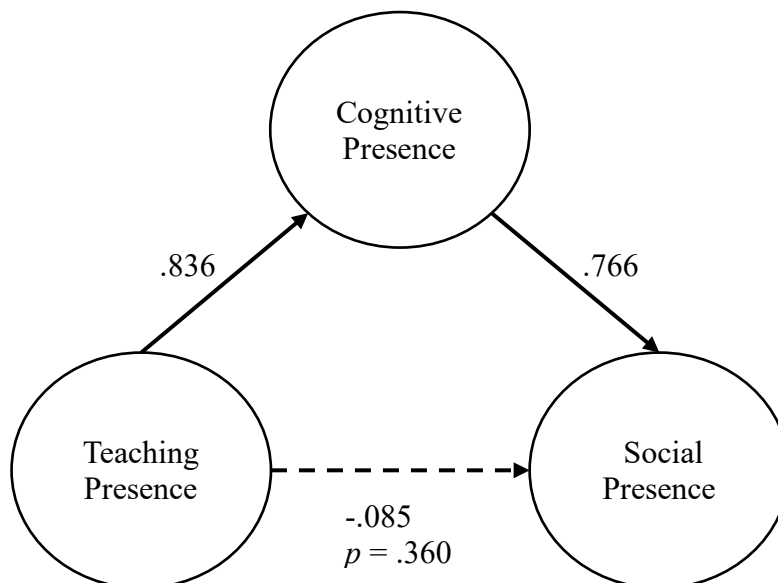 Cognitive
Presence
.836
.766
Teaching
Presence
Social
Presence
-.085
p = .360